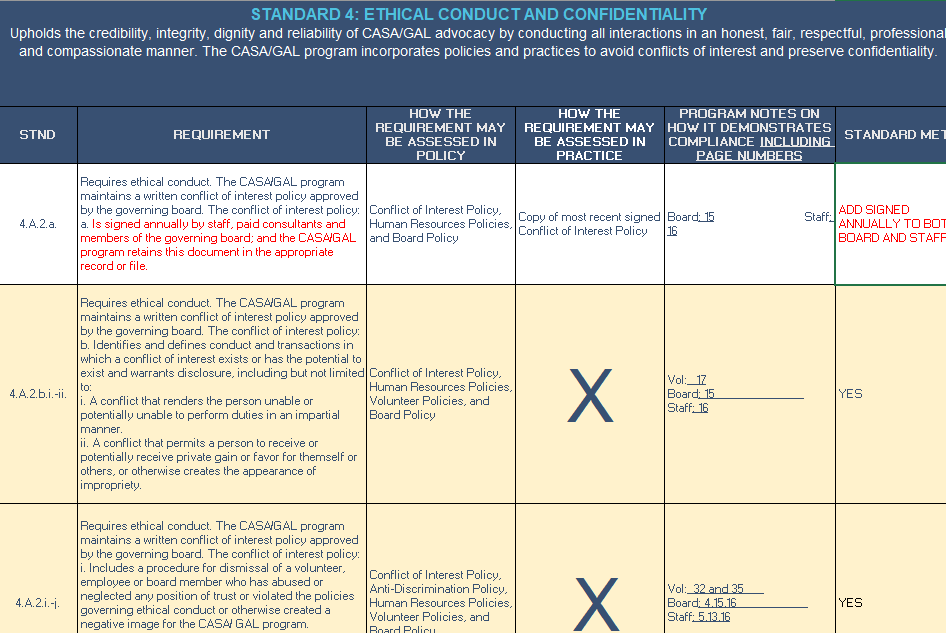 STANDARD 4: ETHICAL CONDUCT AND CONFIDENTIALITY
Upholds the credibility, integrity, dignity and reliability of CASA/GAL advocacy by conducting all interactions in an honest, fair, respectful, professional
and compassionate manner. The CASA/GAL program incorporates policies and practices to avoid conflicts of interest and preserve confidentiality.
STND
REQUIREMENT
HOW THE
REQUIREMENT MAY
BE ASSESSED IN
POLICY
HOW THE
REQUIREMENT MAY
BE ASSESSED IN
PRACTICE
PROGRAM NOTES ON
HOW IT DEMONSTRATES
COMPLIANCE INCLUDING
PAGE NUMBERS
STANDARD MET
4.A.2.a.
Requires ethical conduct. The CASA/GAL program
maintains a written conflict of interest policy approved
by the governing board. The conflict of interest policy:
a. Is signed annually by staff, paid consultants and
members of the governing board; and the CASA/GAL
program retains this document in the appropriate
record or file.
Conflict of Interest Policy,
Human Resources Policies,
and Board Policy
Copy of most recent signed
Conflict of Interest Policy
Board: 15 Staff:
16
ADD SIGNED
ANNUALLY TO BOT
BOARD AND STAFF
4.A.2.b.i.-ii.
Requires ethical conduct. The CASA/GAL program
maintains a written conflict of interest policy approved
by the governing board. The conflict of interest policy:
b. Identifies and defines conduct and transactions in
which a conflict of interest exists or has the potential to
exist and warrants disclosure, including but not limited
to:
i. A conflict that renders the person unable or
potentially unable to perform duties in an impartial
manner.
ii. A conflict that permits a person to receive or
potentially receive private gain or favor for themself or
others, or otherwise creates the appearance of
impropriety.
Conflict of Interest Policy,
Human Resources Policies,
Volunteer Policies, and
Board Policy
X
Vol: 17
Board: 15
Staff: 16
YES
4.A.2.i.-j.
Requires ethical conduct. The CASA/GAL program
maintains a written conflict of interest policy approved
by the governing board. The conflict of interest policy:
i. Includes a procedure for dismissal of a volunteer,
employee or board member who has abused or
neglected any position of trust or violated the policies
governing ethical conduct or otherwise created a
negative image for the CASA/ GAL program.
Conflict of Interest Policy,
Anti-Discrimination Policy,
Human Resources Policies,
Volunteer Policies, and
Board Policy
X
Vol: 32 and 35
Board: 4.15.16
Staff: 5.13.16
YES